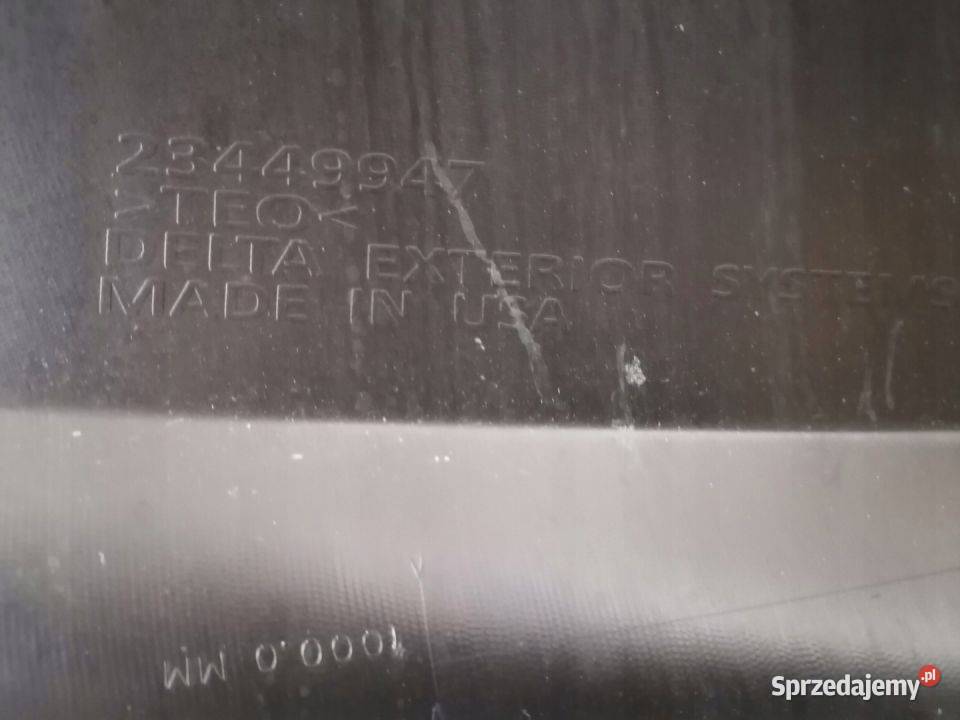 23449947
>TEO<
DELTA EXTERIOR SYSTEMS
MADE IN USA
1000.0 MM
Sprzedajemy.pl